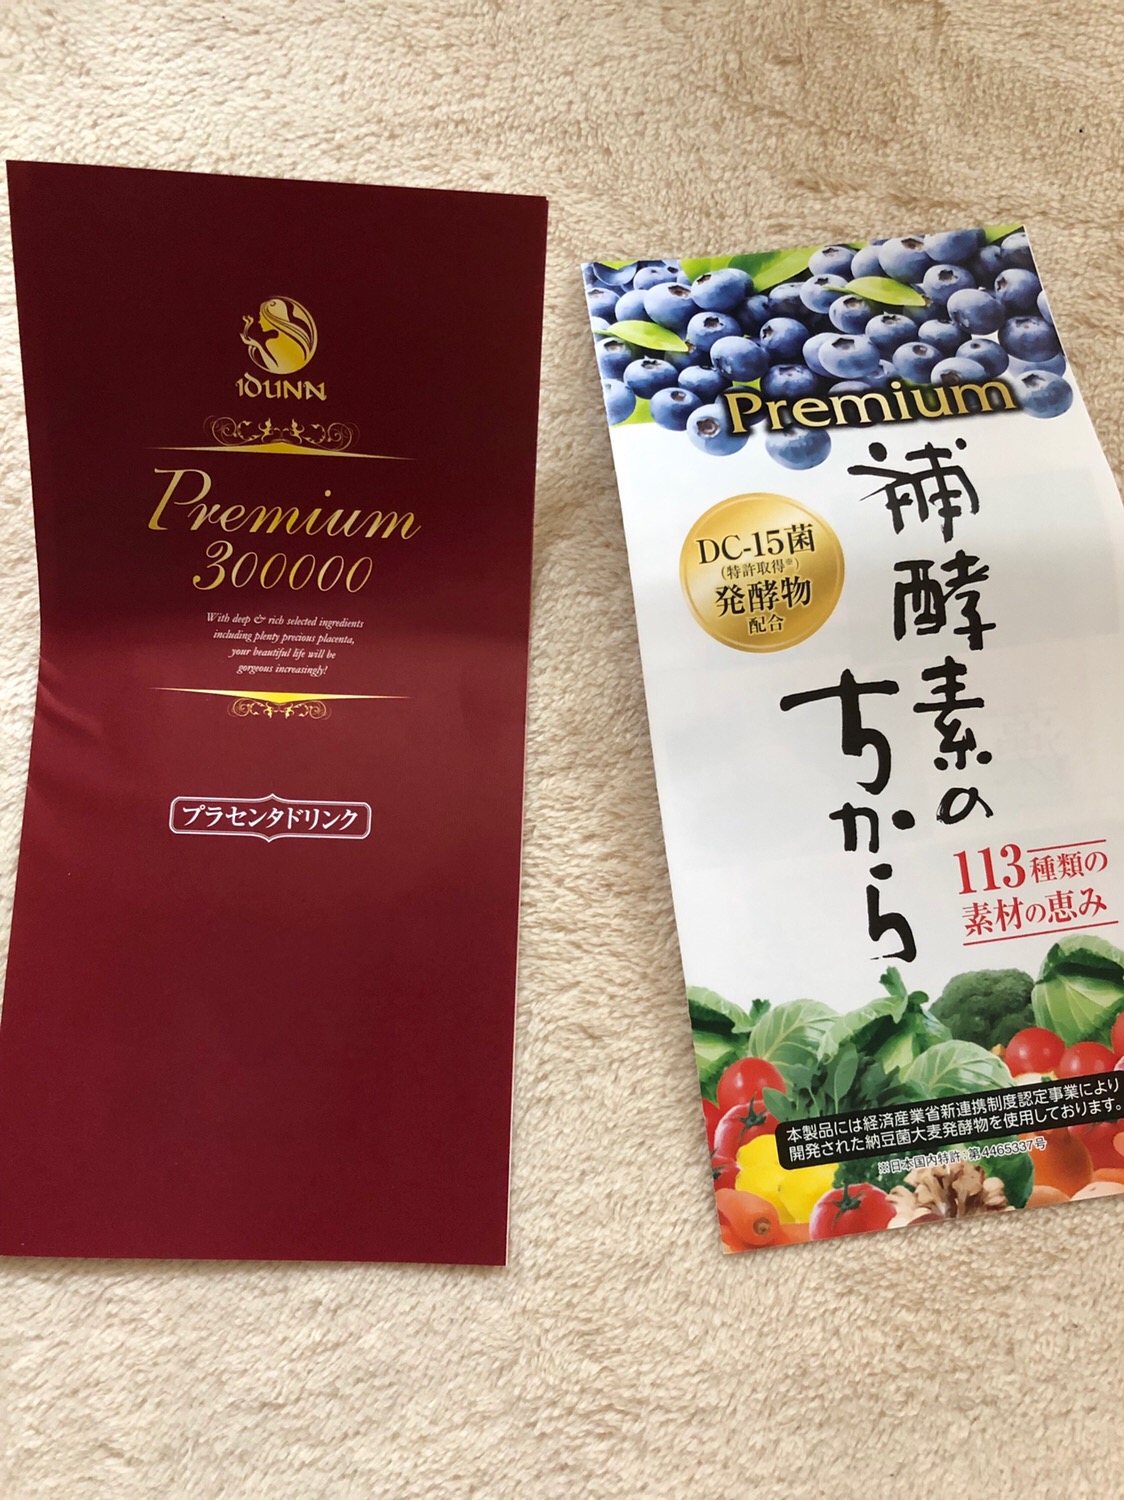 IDUNN
Premium
300000
With deep & rich selected ingredients
including plenty precious placenta,
your beautiful life will be
gorgeous increasingly!
プラセンタドリンク
Premium
補酵素の
ちから
DC-15菌
(特許取得※)
発酵物
配合
113種類の
素材の恵み
本製品には経済産業省新連携制度認定事業により
開発された納豆菌大麦発酵物を使用しております。
※日本国内特許:第4465337号